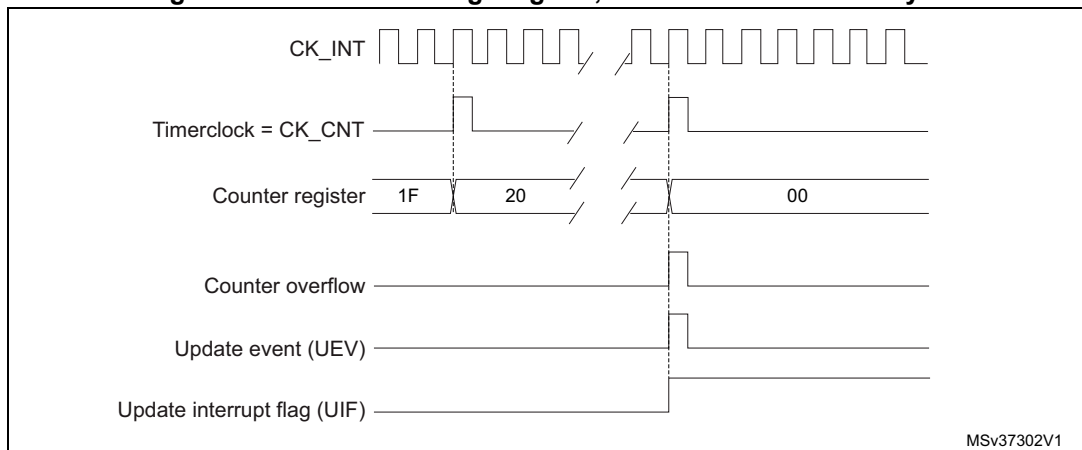 CK_INT
Timerclock = CK_CNT
Counter register 1F 20 00
Counter overflow
Update event (UEV)
Update interrupt flag (UIF)
MSv37302V1